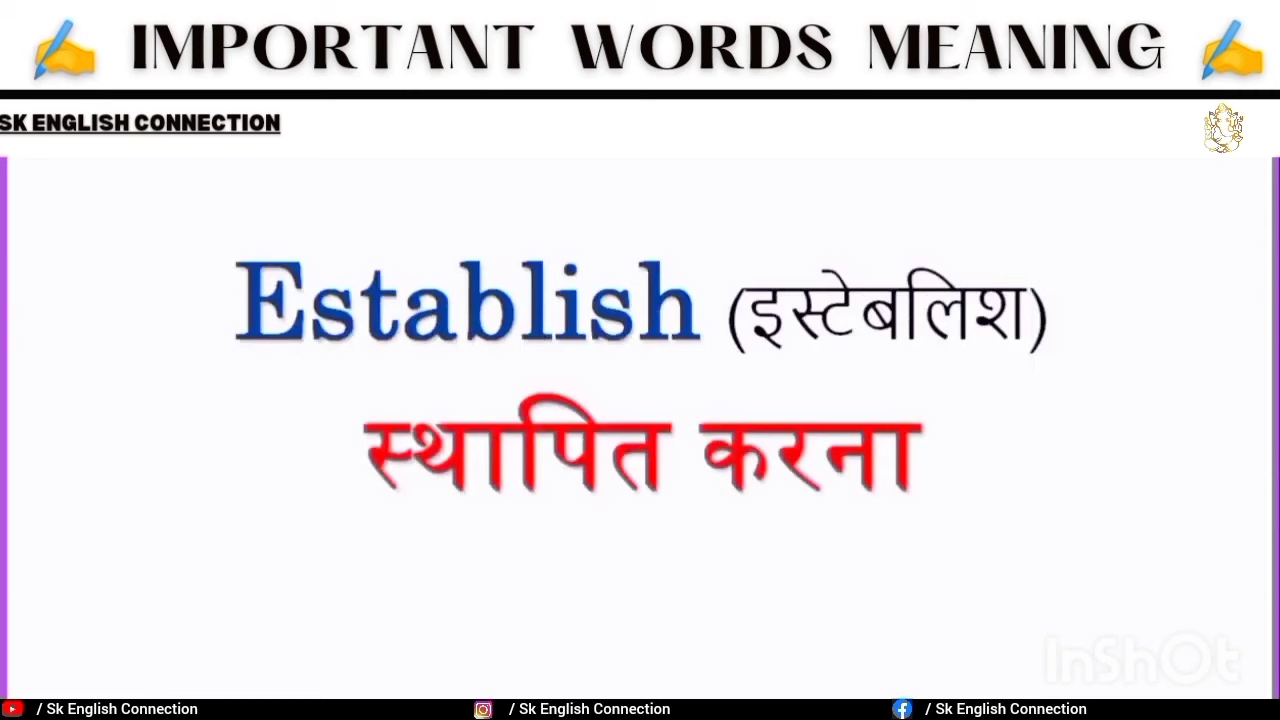 IMPORTANT WORDS MEANING
SK ENGLISH CONNECTION
Establish (इस्टेबलिश)
स्थापित करना
InShOt
/ Sk English Connection / Sk English Connection / Sk English Connection